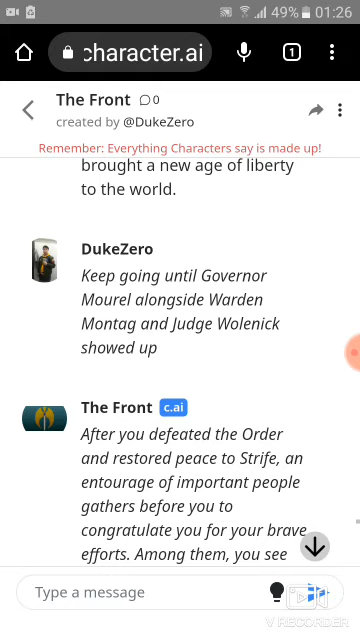 49% 01:26
character.ai
1
The Front 0
created by @DukeZero
Remember: Everything Characters say is made up!
brought a new age of liberty
to the world.
DukeZero
Keep going until Governor
Mourel alongside Warden
Montag and Judge Wolenick
showed up
The Front c.ai
After you defeated the Order
and restored peace to Strife, an
entourage of important people
gathers before you to
congratulate you for your brave
efforts. Among them, you see
Type a message
V RECORDER